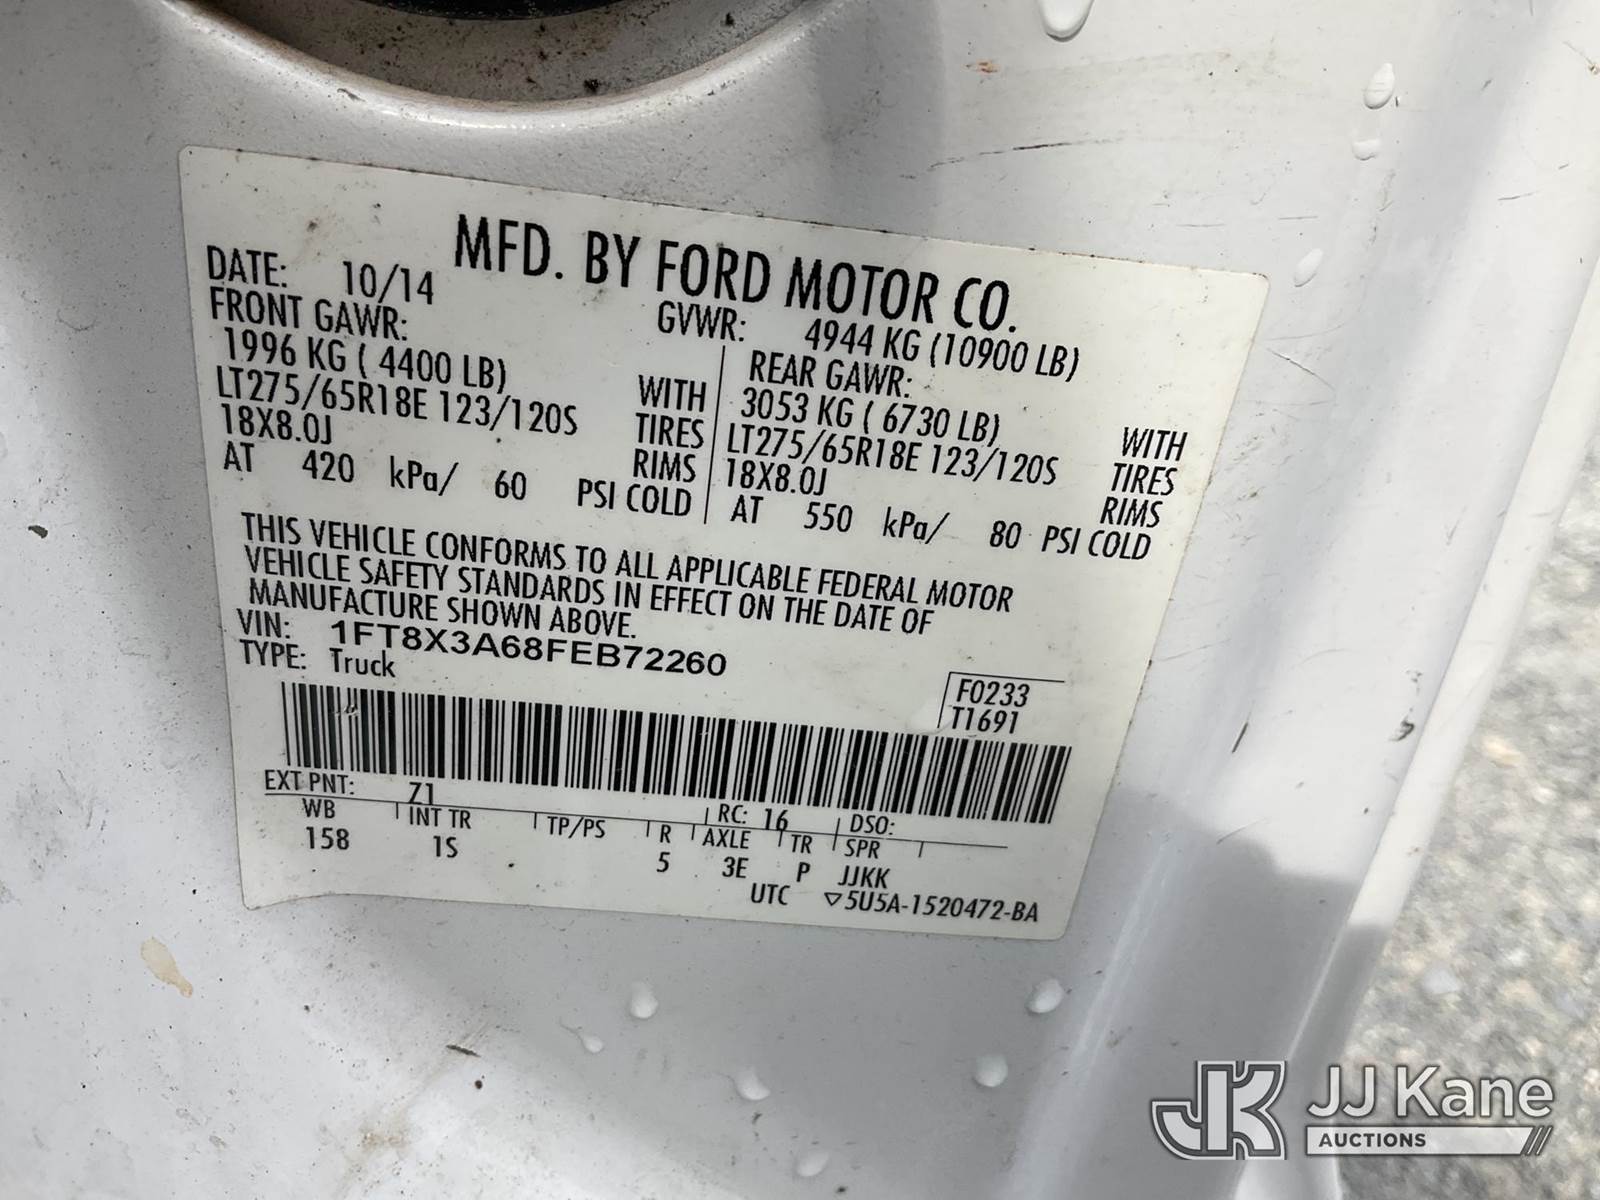 MFD. BY FORD MOTOR CO.
DATE: 10/14 GVWR: 4944 KG (10900 LB)
FRONT GAWR: REAR GAWR:
1996 KG ( 4400 LB) WITH 3053 KG ( 6730 LB) WITH
LT275/65R18E 123/120S TIRES LT275/65R18E 123/120S TIRES
18X8.0J RIMS 18X8.0J RIMS
AT 420 kPa/ 60 PSI COLD AT 550 kPa/ 80 PSI COLD
THIS VEHICLE CONFORMS TO ALL APPLICABLE FEDERAL MOTOR
VEHICLE SAFETY STANDARDS IN EFFECT ON THE DATE OF
MANUFACTURE SHOWN ABOVE.
VIN: 1FT8X3A68FEB72260
TYPE: Truck
F0233
T1691
EXT PNT: Z1 RC: 16 DSO:
WB INT TR TP/PS R AXLE TR SPR
158 1S 5 3E P JJKK
UTC ▽5U5A-1520472-BA
JK JJ Kane
AUCTIONS